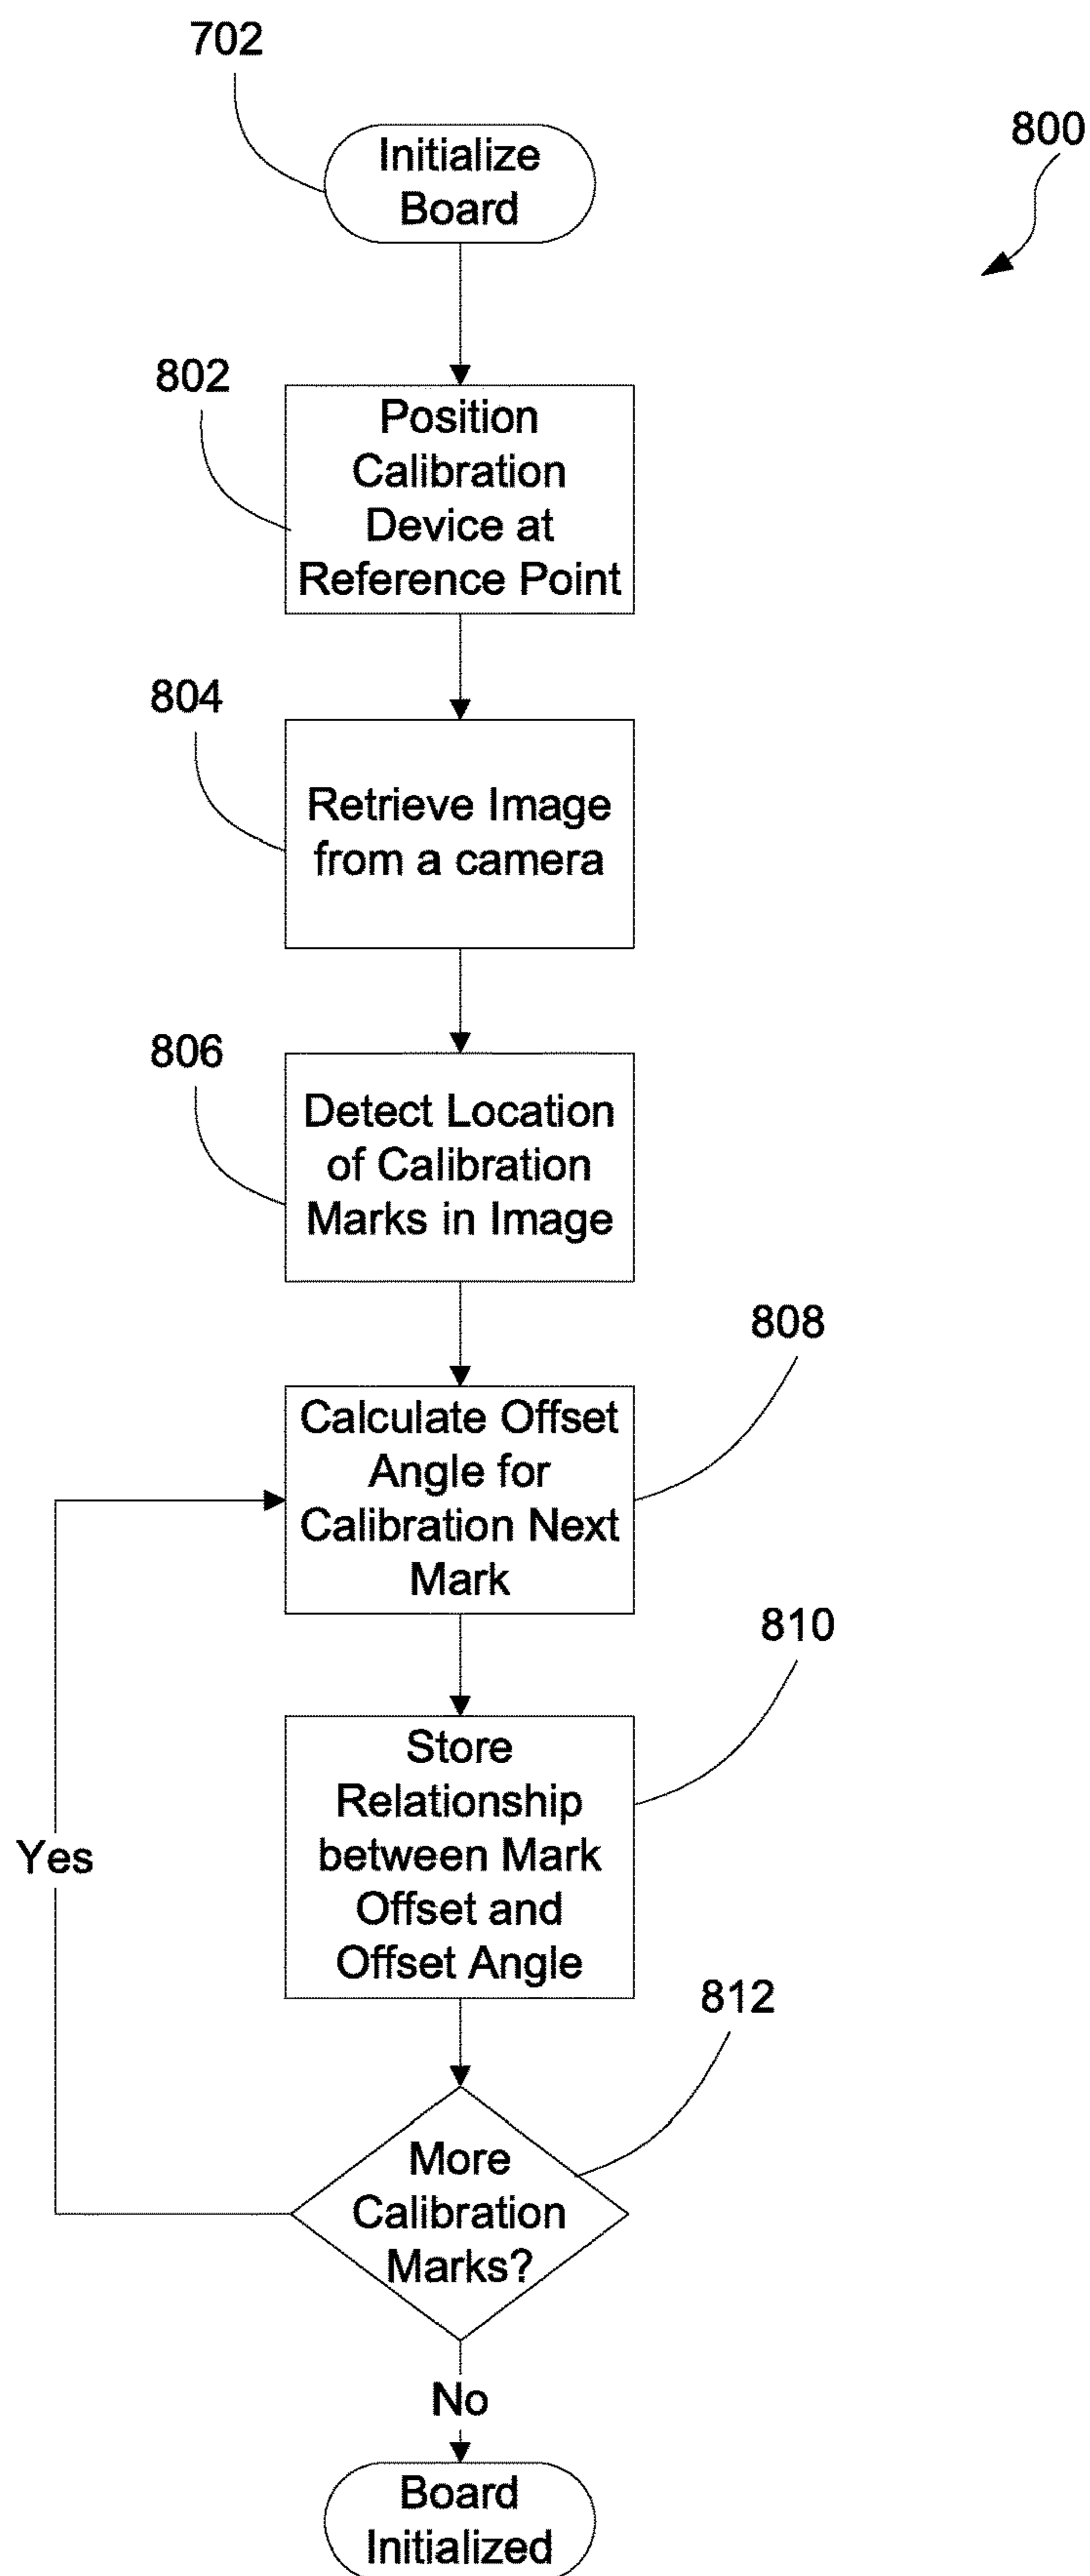 702
800
Initialize
Board
802
Position
Calibration
Device at
Reference Point
804
Retrieve Image
from a camera
806
Detect Location
of Calibration
Marks in Image
808
Calculate Offset
Angle for
Calibration Next
Mark
810
Store
Relationship
between Mark
Offset and
Offset Angle
Yes
812
More
Calibration
Marks?
No
Board
Initialized